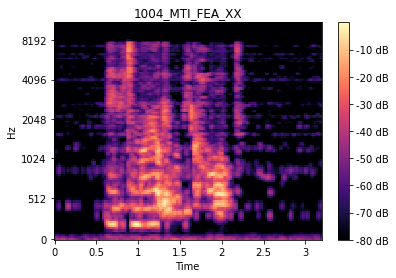 1004_MTI_FEA_XX
8192
4096
2048
1024
512
0
Hz
0 0.5 1 1.5 2 2.5 3
Time
-10 dB
-20 dB
-30 dB
-40 dB
-50 dB
-60 dB
-70 dB
-80 dB